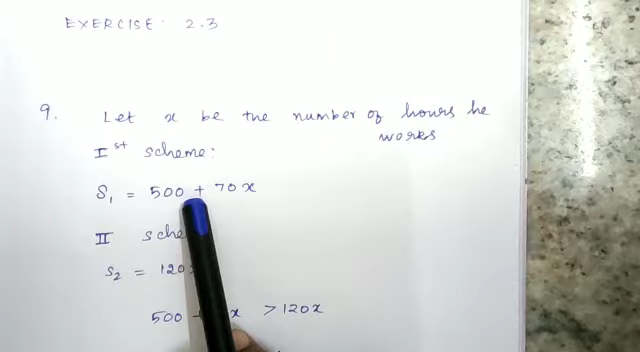 EXERCISE: 2.3
9. Let x be the number of hours he works
Ist scheme:
S₁ = 500 + 70x
II sche
S₂ = 120
500 + x > 120x